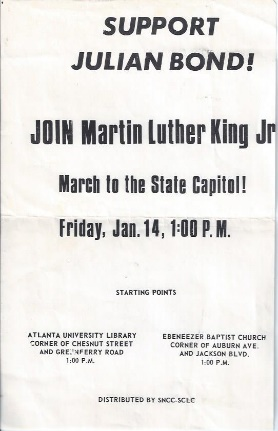 SUPPORT
JULIAN BOND!
JOIN Martin Luther King Jr
March to the State Capitol!
Friday, Jan. 14, 1:00 P. M.
STARTING POINTS
ATLANTA UNIVERSITY LIBRARY
CORNER OF CHESNUT STREET
AND GREENFERRY ROAD
1:00 P.M.
EBENEEZER BAPTIST CHURCH
CORNER OF AUBURN AVE.
AND JACKSON BLVD.
1:00 P.M.
DISTRIBUTED BY SNCC-SCLC